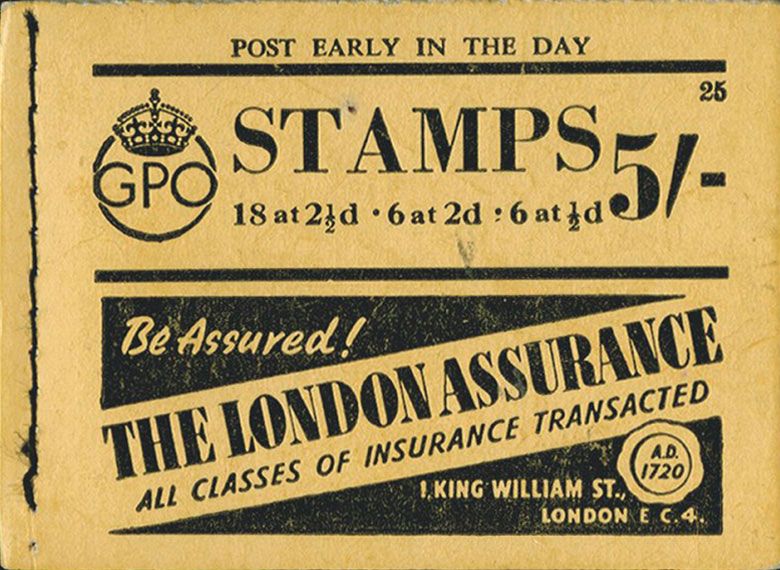 POST EARLY IN THE DAY
25
GPO
STAMPS 5/-
18 at 2½d · 6 at 2d : 6 at ½d
Be Assured!
THE LONDON ASSURANCE
ALL CLASSES OF INSURANCE TRANSACTED
A.D.
1720
1, KING WILLIAM ST.,
LONDON E C.4.